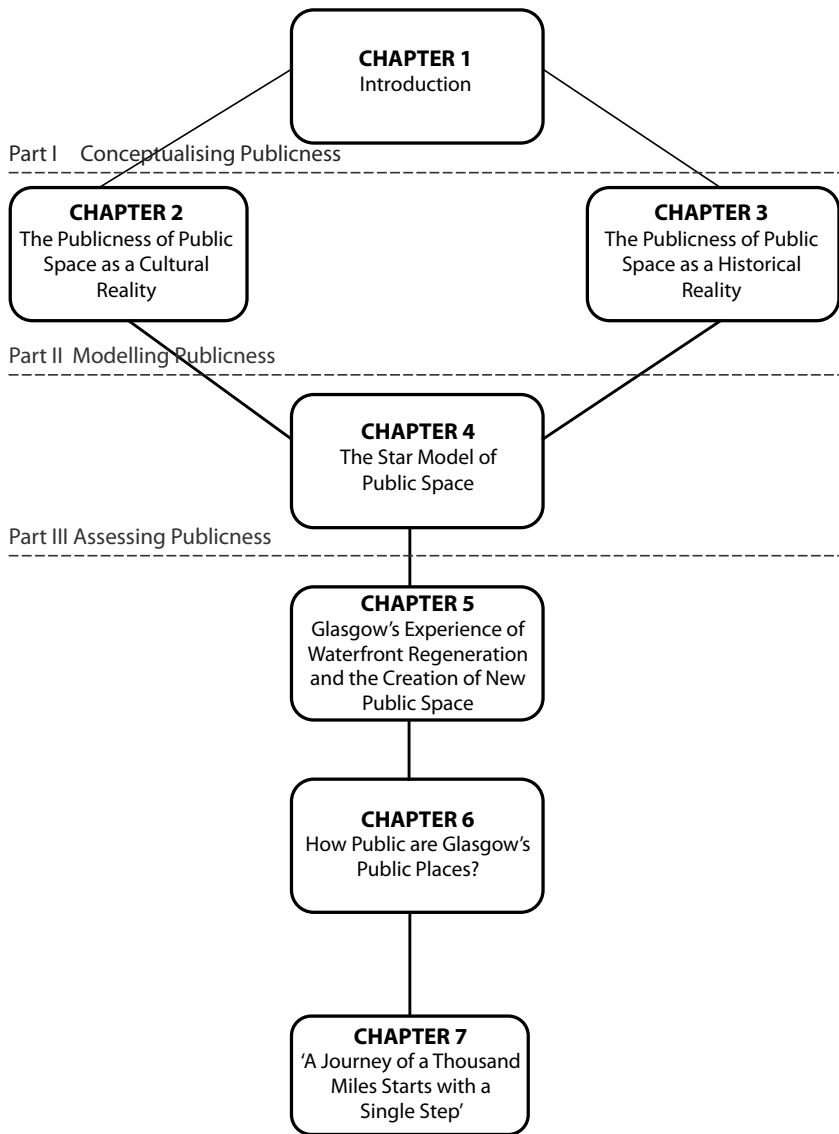 CHAPTER 1
Introduction
Part I Conceptualising Publicness
CHAPTER 2
The Publicness of Public
Space as a Cultural
Reality
CHAPTER 3
The Publicness of Public
Space as a Historical
Reality
Part II Modelling Publicness
CHAPTER 4
The Star Model of
Public Space
Part III Assessing Publicness
CHAPTER 5
Glasgow’s Experience of
Waterfront Regeneration
and the Creation of New
Public Space
CHAPTER 6
How Public are Glasgow’s
Public Places?
CHAPTER 7
‘A Journey of a Thousand
Miles Starts with a
Single Step’